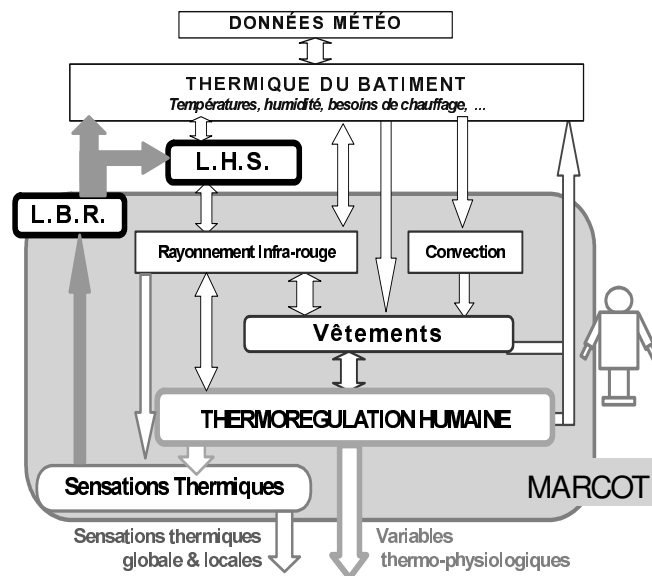 DONNÉES MÉTÉO
THERMIQUE DU BATIMENT
Températures, humidité, besoins de chauffage, ...
L.H.S.
L.B.R.
Rayonnement Infra-rouge
Convection
Vêtements
THERMOREGULATION HUMAINE
Sensations Thermiques
MARCOT
Sensations thermiques
globale & locales
Variables
thermo-physiologiques